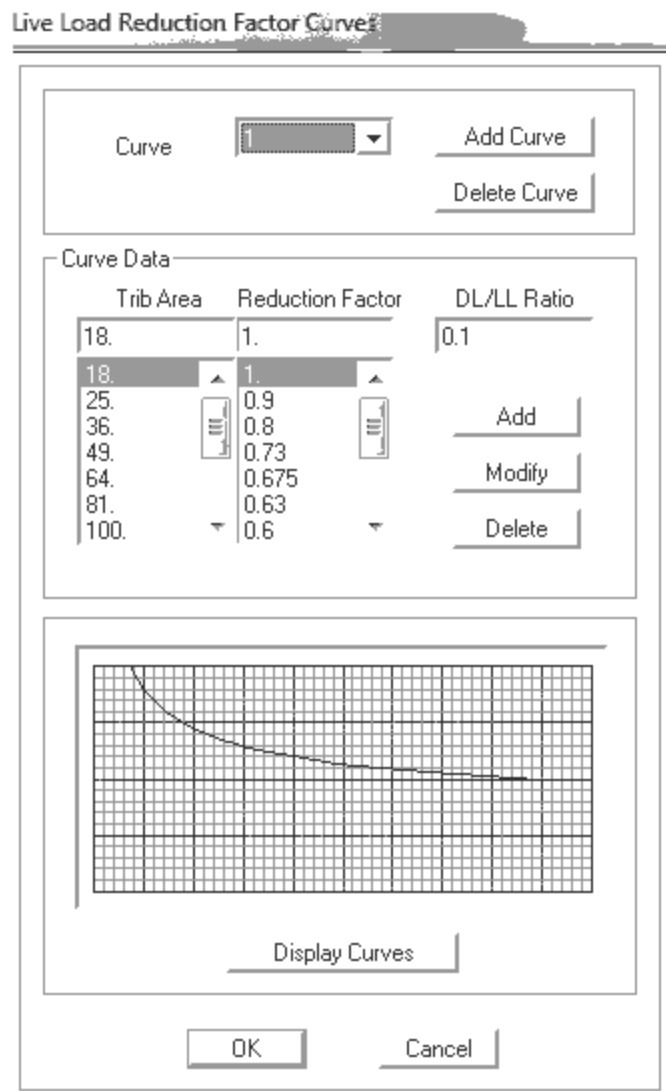 Live Load Reduction Factor Curves
Curve 1 Add Curve
Delete Curve
Curve Data
Trib Area Reduction Factor DL/LL Ratio
18. 1. 0.1
18. 1.
25. 0.9
36. 0.8
49. 0.73
64. 0.675
81. 0.63
100. 0.6
Add
Modify
Delete
Display Curves
OK Cancel